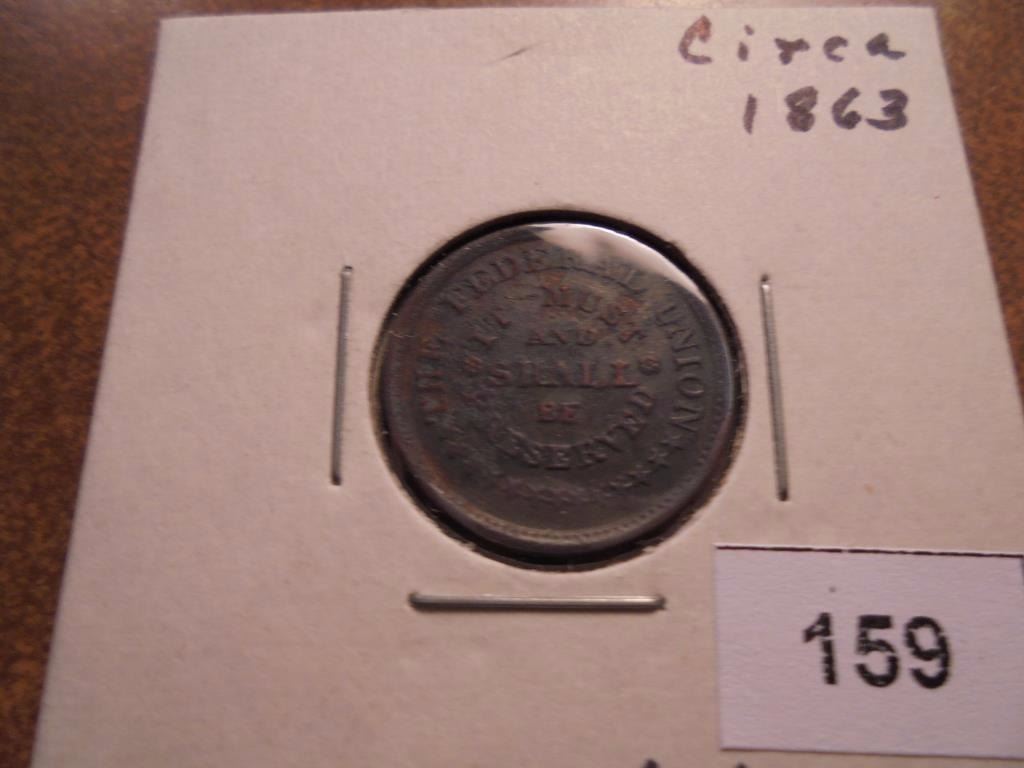 Circa
1863
THE FEDERAL UNION
IT MUST
AND
SHALL
BE
PRESERVED
159